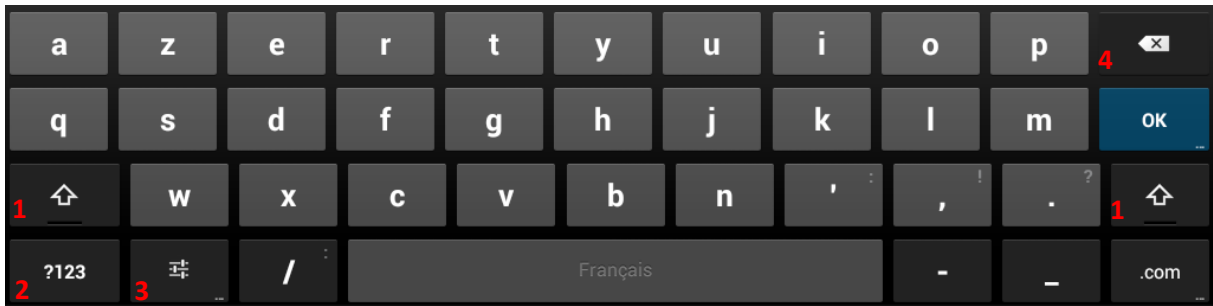 a z e r t y u i o p 4
q s d f g h j k l m OK ...
1 w x c v b n ' : , ! . ? 1
?123 2 3 ... / : Français - _ .com ...